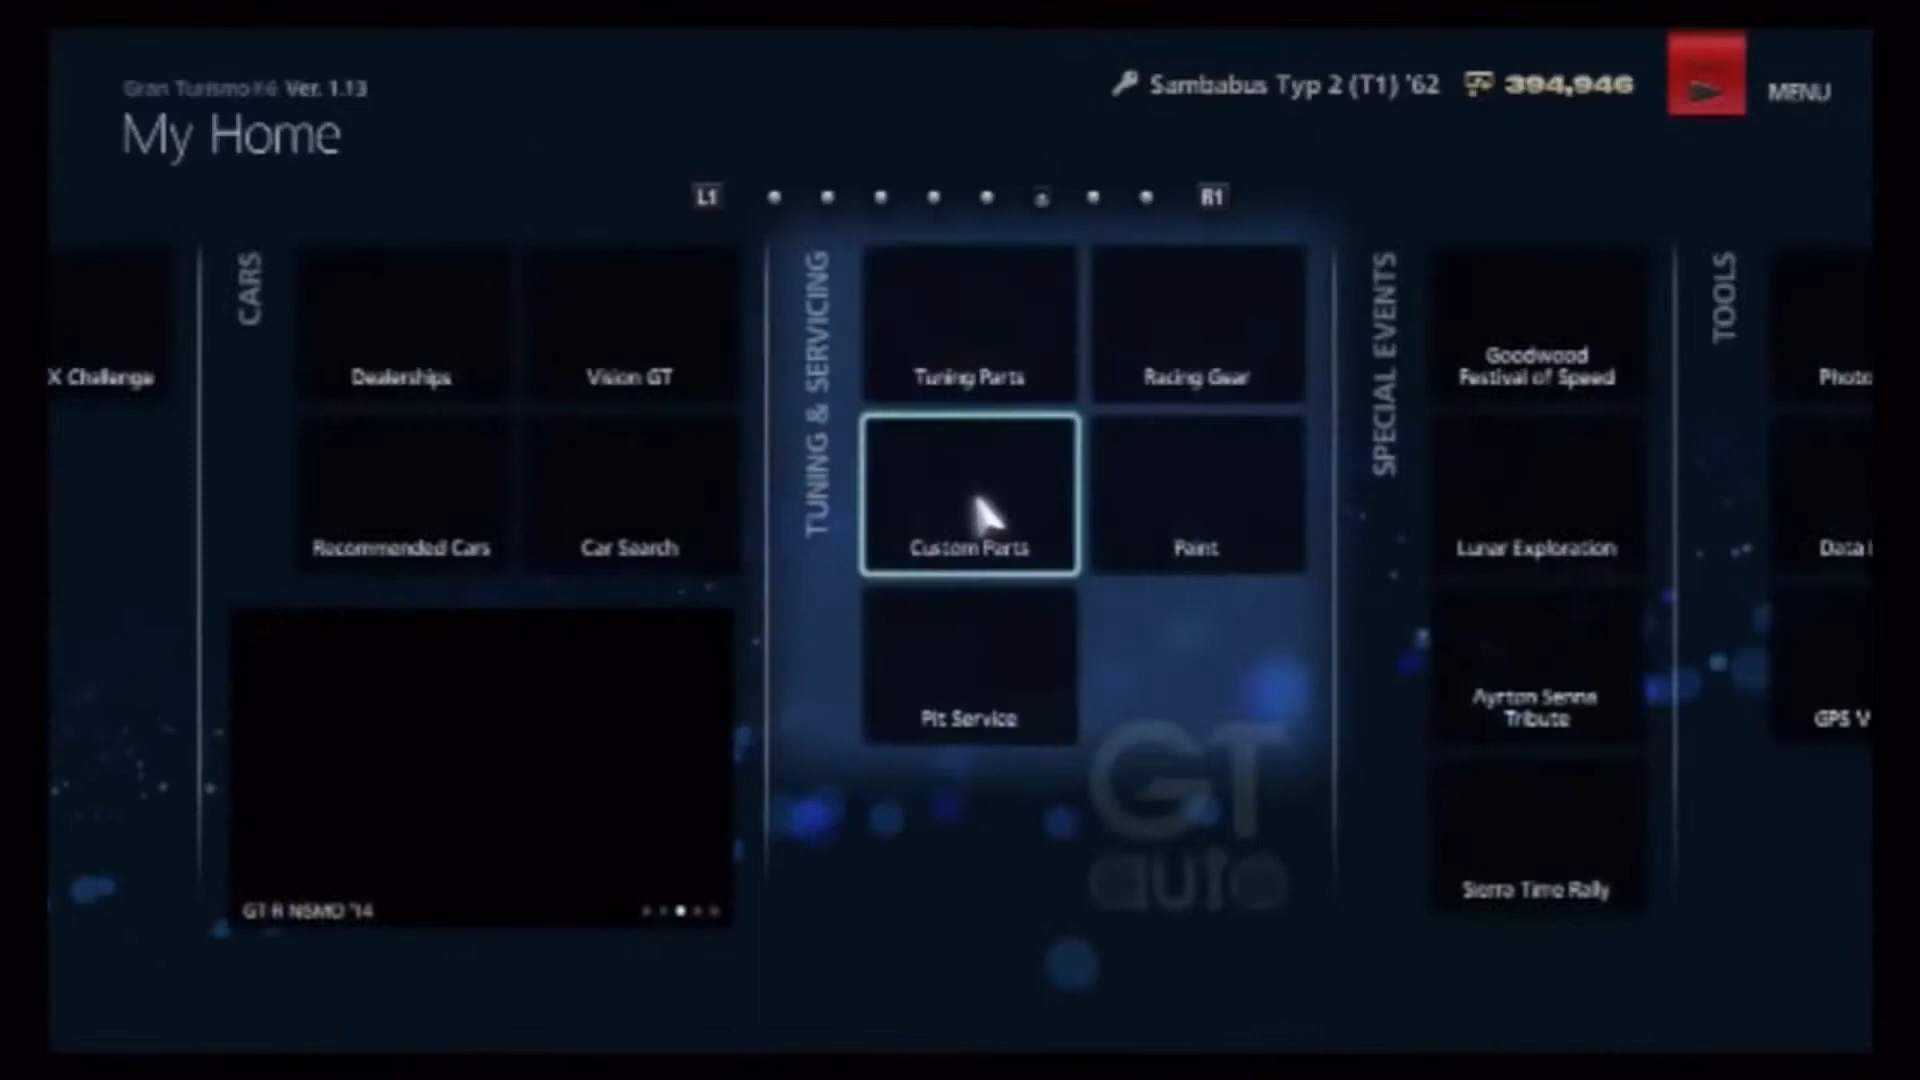 Gran Turismo®6 Ver. 1.13
My Home
Sambabus Typ 2 (T1) '62
394,946
MENU
L1
R1
X Challenge
CARS
Dealerships
Vision GT
Recommended Cars
Car Search
GT-R NISMO '14
TUNING & SERVICING
Tuning Parts
Racing Gear
Custom Parts
Paint
Pit Service
GT
auto
SPECIAL EVENTS
Goodwood
Festival of Speed
Lunar Exploration
Ayrton Senna
Tribute
Sierra Time Rally
TOOLS
Photo
Data
GPS V